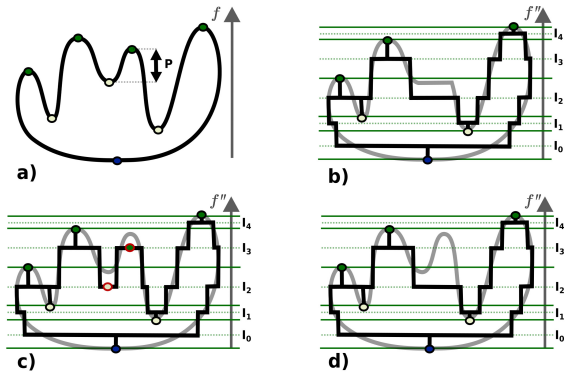 f
P
a)
f''
I₄
I₃
I₂
I₁
I₀
b)
f''
I₄
I₃
I₂
I₁
I₀
c)
f''
I₄
I₃
I₂
I₁
I₀
d)